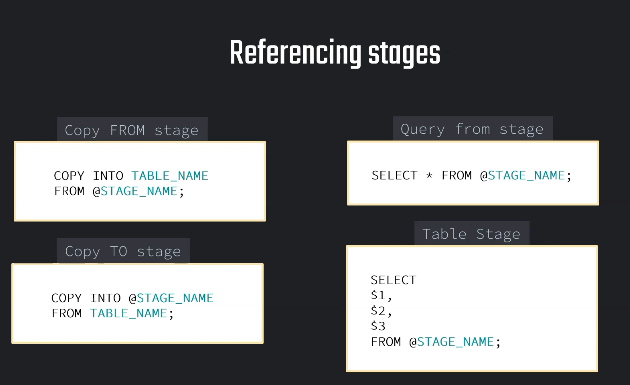 Referencing stages
Copy FROM stage
COPY INTO TABLE_NAME
FROM @STAGE_NAME;
Copy TO stage
COPY INTO @STAGE_NAME
FROM TABLE_NAME;
Query from stage
SELECT * FROM @STAGE_NAME;
Table Stage
SELECT
$1,
$2,
$3
FROM @STAGE_NAME;